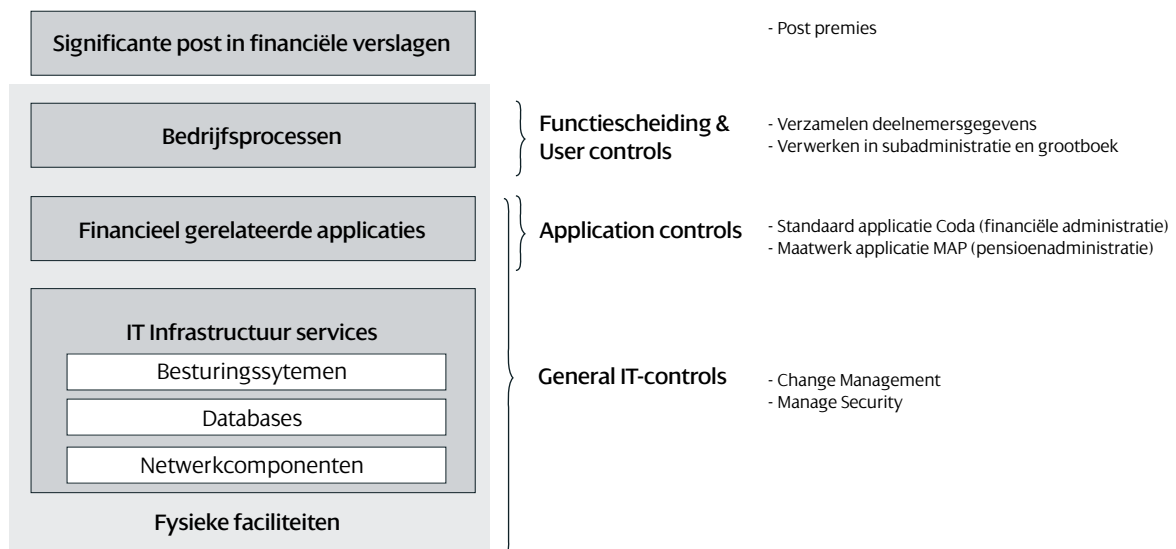 Significante post in financiële verslagen
- Post premies
Bedrijfsprocessen
Functiescheiding &
User controls
- Verzamelen deelnemersgegevens
- Verwerken in subadministratie en grootboek
Financieel gerelateerde applicaties
Application controls
- Standaard applicatie Coda (financiële administratie)
- Maatwerk applicatie MAP (pensioenadministratie)
IT Infrastructuur services
Besturingssytemen
Databases
Netwerkcomponenten
General IT-controls
- Change Management
- Manage Security
Fysieke faciliteiten